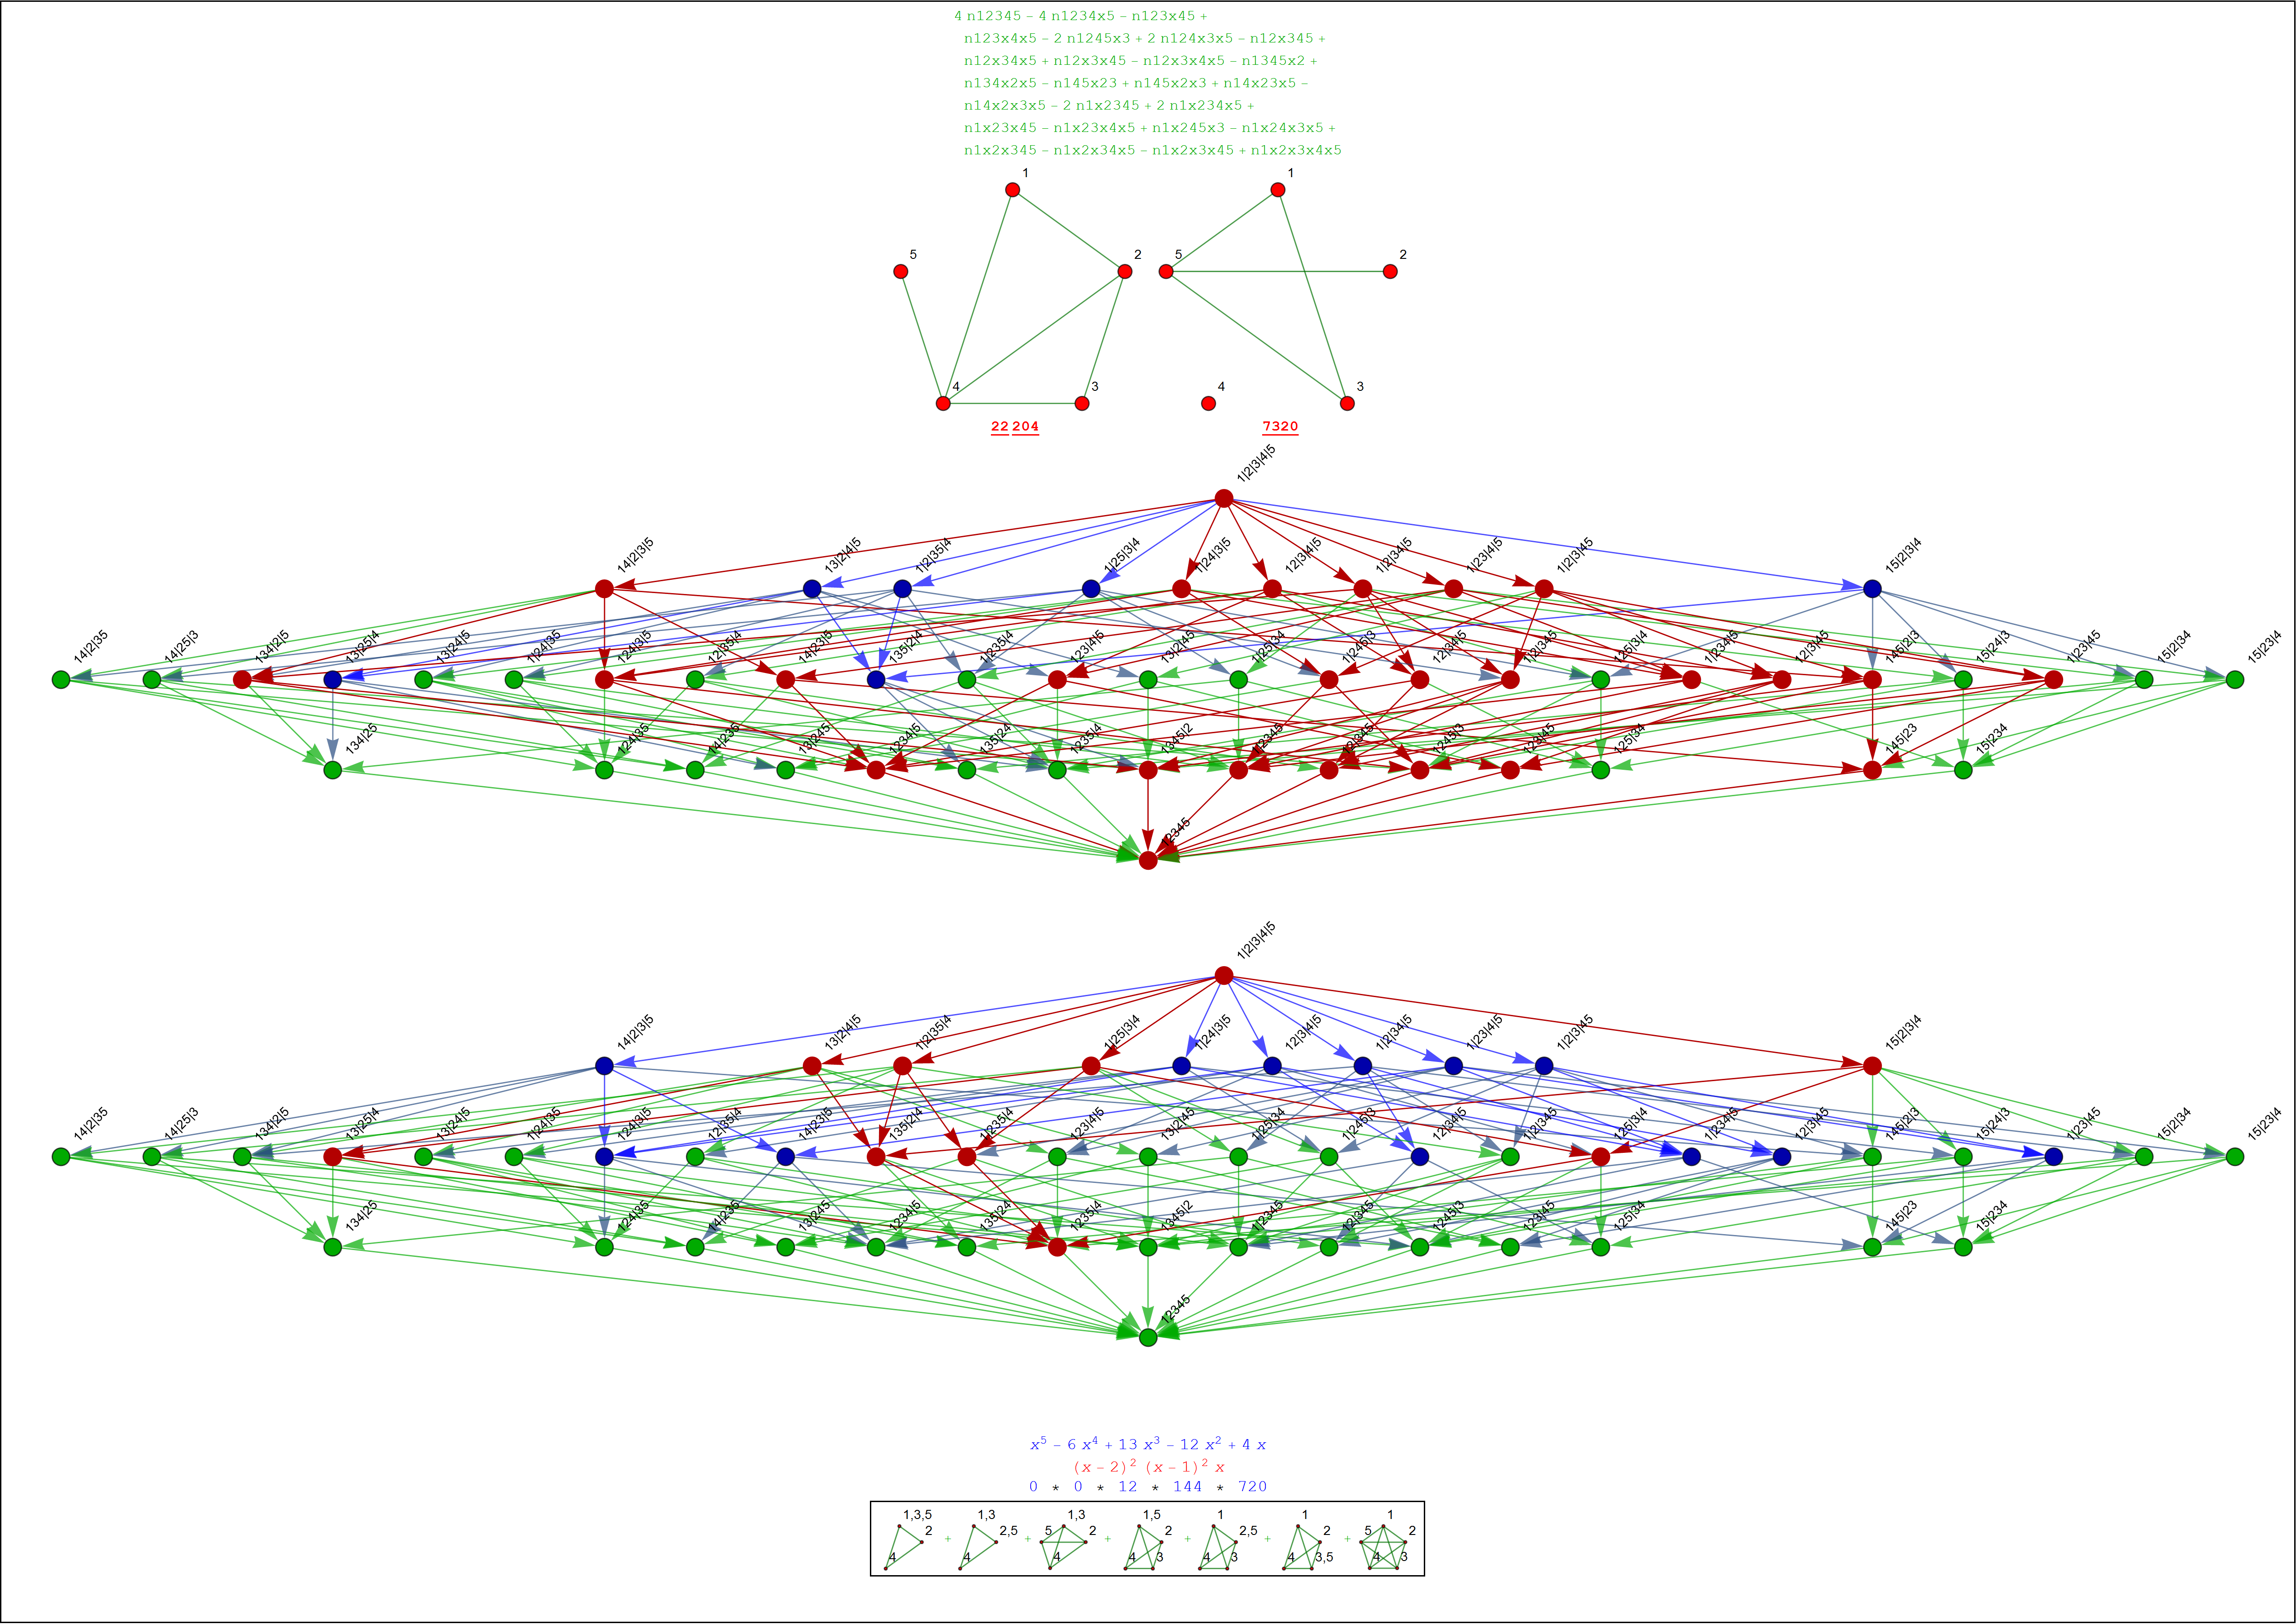 4 n12345 − 4 n1234x5 − n123x45 +
n123x4x5 − 2 n1245x3 + 2 n124x3x5 − n12x345 +
n12x34x5 + n12x3x45 − n12x3x4x5 − n1345x2 +
n134x2x5 − n145x23 + n145x2x3 + n14x23x5 −
n14x2x3x5 − 2 n1x2345 + 2 n1x234x5 +
n1x23x45 − n1x23x4x5 + n1x245x3 − n1x24x3x5 +
n1x2x345 − n1x2x34x5 − n1x2x3x45 + n1x2x3x4x5
1 1
5 2 5 2
4 3 4 3
22 204 7320
1|2|3|4|5
14|2|3|5 13|2|4|5 1|2|35|4 1|25|3|4 1|24|3|5 12|3|4|5 1|2|34|5 1|23|4|5 1|2|3|45 15|2|3|4
14|2|35 14|25|3 134|2|5 13|25|4 13|24|5 1|24|35 124|3|5 12|35|4 14|23|5 135|2|4 1|235|4 123|4|5 13|2|45 1|25|34 1|245|3 12|34|5 1|2|345 125|3|4 1|234|5 12|3|45 145|2|3 15|24|3 1|23|45 15|2|34 15|23|4
134|25 124|35 14|235 13|245 1234|5 135|24 1235|4 1345|2 1|2345 12|345 1245|3 123|45 125|34 145|23 15|234
12345
1|2|3|4|5
14|2|3|5 13|2|4|5 1|2|35|4 1|25|3|4 1|24|3|5 12|3|4|5 1|2|34|5 1|23|4|5 1|2|3|45 15|2|3|4
14|2|35 14|25|3 134|2|5 13|25|4 13|24|5 1|24|35 124|3|5 12|35|4 14|23|5 135|2|4 1|235|4 123|4|5 13|2|45 1|25|34 1|245|3 12|34|5 1|2|345 125|3|4 1|234|5 12|3|45 145|2|3 15|24|3 1|23|45 15|2|34 15|23|4
134|25 124|35 14|235 13|245 1234|5 135|24 1235|4 1345|2 1|2345 12|345 1245|3 123|45 125|34 145|23 15|234
12345
x⁵ − 6 x⁴ + 13 x³ − 12 x² + 4 x
(x − 2)² (x − 1)² x
0 * 0 * 12 * 144 * 720
1,3,5 1,3 1,3 1,5 1 1 1
2 2,5 5 2 2 2,5 2 5 2
+ + + + + +
4 4 4 4 3 4 3 4 3,5 4 3